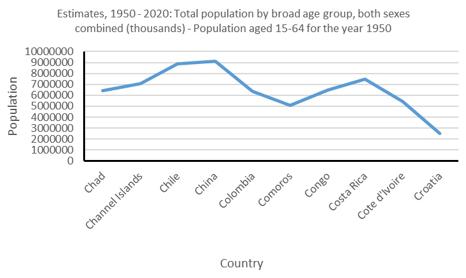 Estimates, 1950 - 2020: Total population by broad age group, both sexes
combined (thousands) - Population aged 15-64 for the year 1950
Population
10000000
9000000
8000000
7000000
6000000
5000000
4000000
3000000
2000000
1000000
0
Chad
Channel Islands
Chile
China
Colombia
Comoros
Congo
Costa Rica
Cote d'Ivoire
Croatia
Country